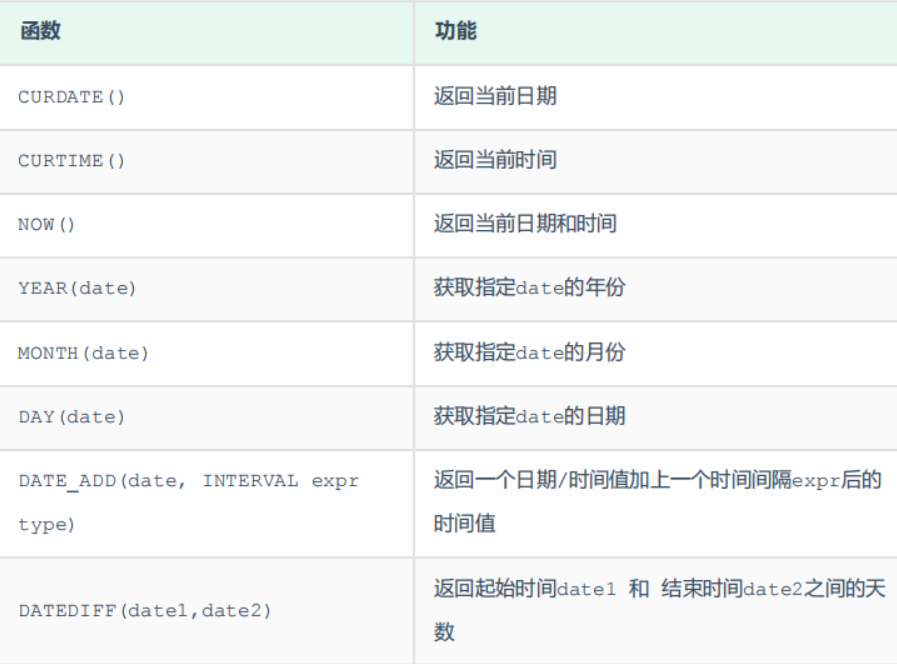 函数 功能
CURDATE() 返回当前日期
CURTIME() 返回当前时间
NOW() 返回当前日期和时间
YEAR(date) 获取指定date的年份
MONTH(date) 获取指定date的月份
DAY(date) 获取指定date的日期
DATE_ADD(date, INTERVAL expr
type)
返回一个日期/时间值加上一个时间间隔expr后的
时间值
DATEDIFF(date1,date2)
返回起始时间date1 和 结束时间date2之间的天
数